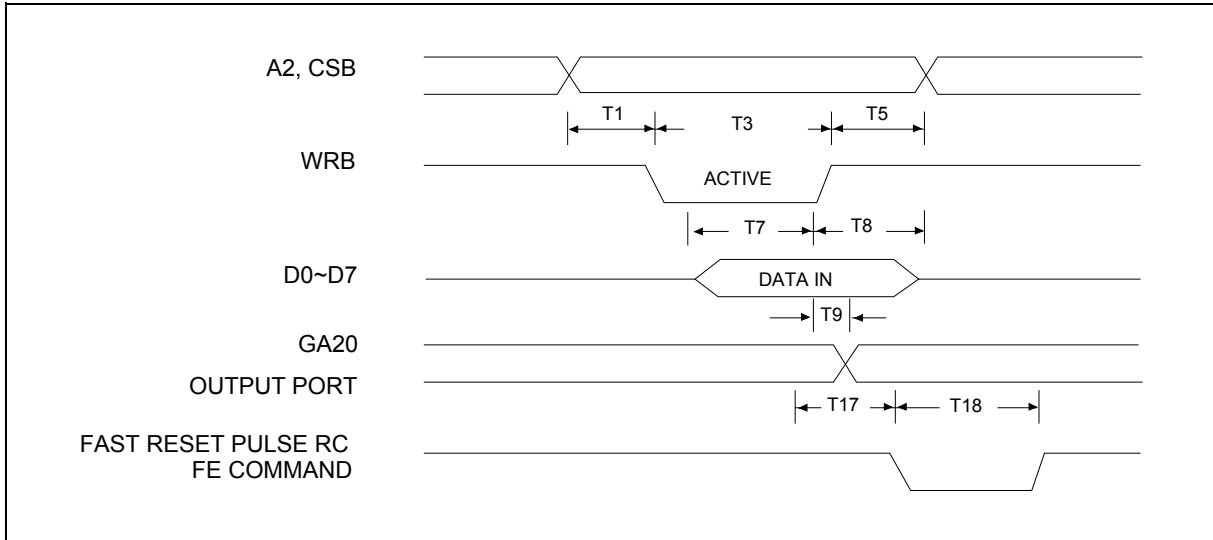 A2, CSB
T1
T3
T5
WRB
ACTIVE
T7
T8
D0~D7
DATA IN
T9
GA20
OUTPUT PORT
T17
T18
FAST RESET PULSE RC
FE COMMAND